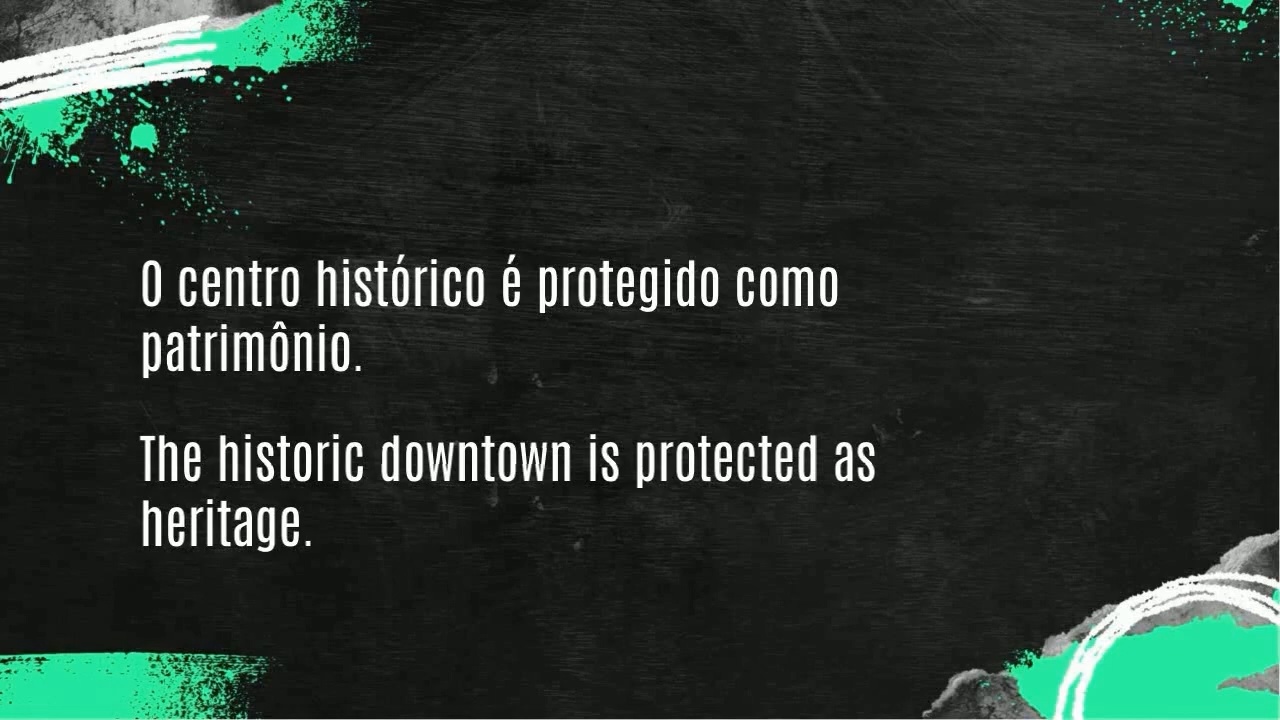 O centro histórico é protegido como
patrimônio.
The historic downtown is protected as
heritage.